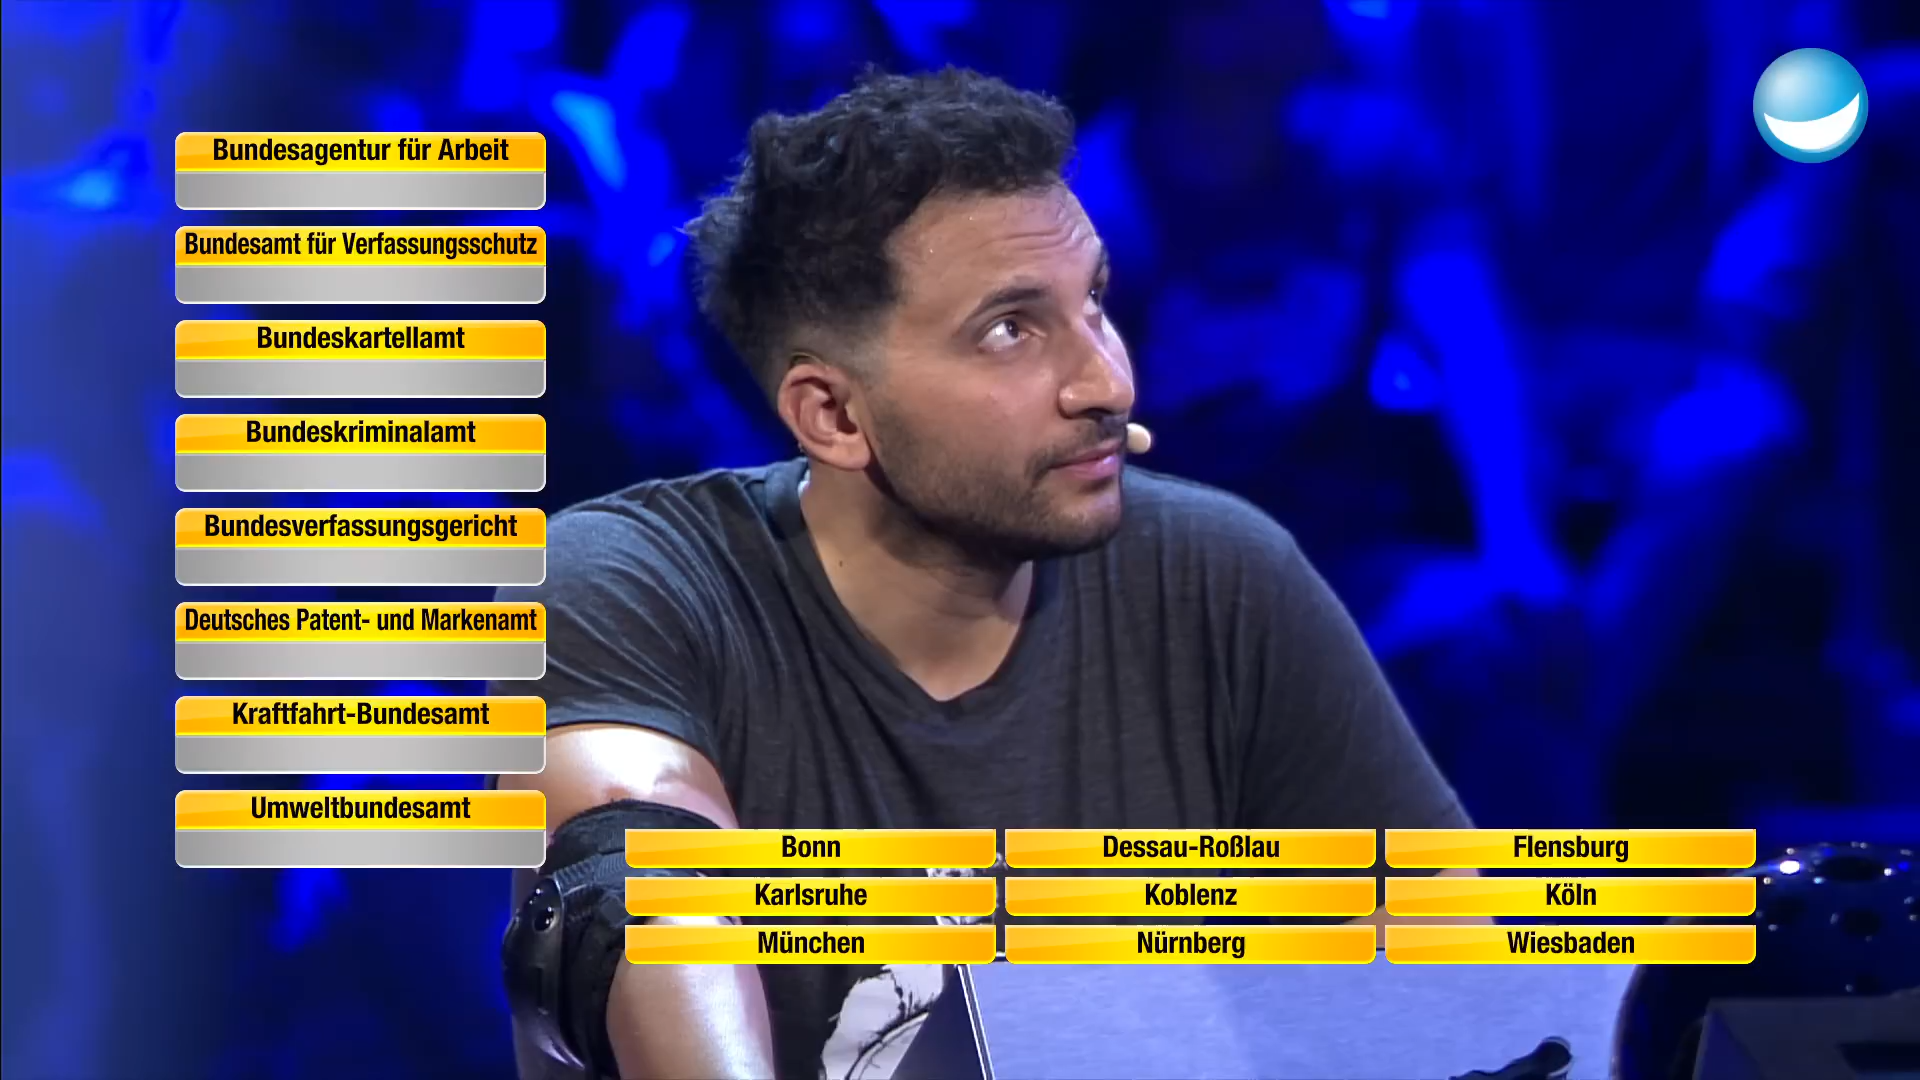 Bundesagentur für Arbeit
Bundesamt für Verfassungsschutz
Bundeskartellamt
Bundeskriminalamt
Bundesverfassungsgericht
Deutsches Patent- und Markenamt
Kraftfahrt-Bundesamt
Umweltbundesamt
Bonn Dessau-Roßlau Flensburg
Karlsruhe Koblenz Köln
München Nürnberg Wiesbaden